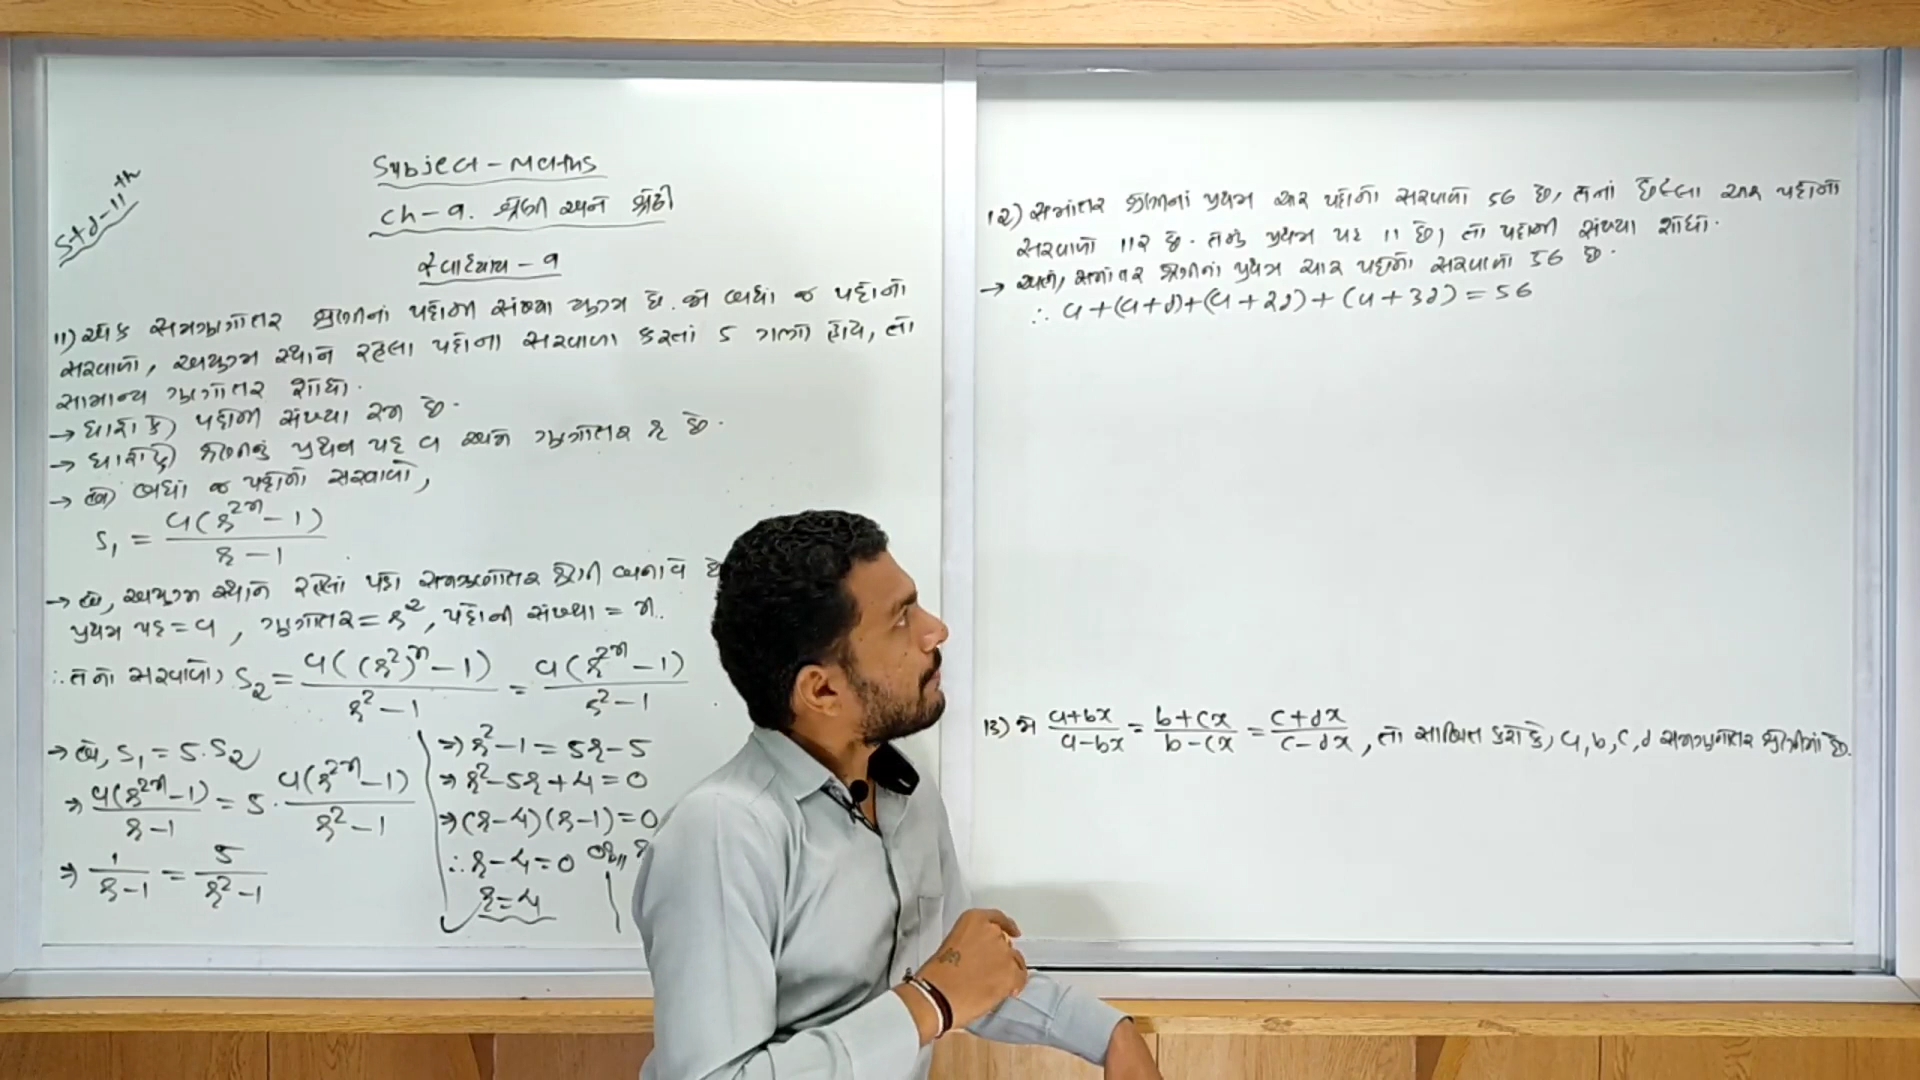 Std-11th
Subject - Maths
Ch-9. શ્રેણી અને શ્રેઢી
સ્વાધ્યાય - 9
11) એક સમગુણોત્તર શ્રેણીનાં પદોની સંખ્યા યુગ્મ છે. જો બધાં જ પદોનો
સરવાળો, અયુગ્મ સ્થાને રહેલા પદોના સરવાળા કરતાં 5 ગણો હોય, તો
સામાન્ય ગુણોત્તર શોધો.
→ ધારો કે, પદોની સંખ્યા 2n છે.
→ ધારો કે, શ્રેણીનું પ્રથમ પદ a અને ગુણોત્તર r છે.
→ હવે, બધાં જ પદોનો સરવાળો,
S₁ = a(r²ⁿ - 1) / r - 1
→ હવે, અયુગ્મ સ્થાને રહેલાં પદો સમગુણોત્તર શ્રેણી બનાવે છે
પ્રથમ પદ = a, ગુણોત્તર = r², પદોની સંખ્યા = n.
∴ તેનો સરવાળો, S₂ = a((r²)ⁿ - 1) / r² - 1 = a(r²ⁿ - 1) / r² - 1
→ હવે, S₁ = 5.S₂
⇒ a(r²ⁿ - 1) / r - 1 = 5 . a(r²ⁿ - 1) / r² - 1
⇒ 1 / r - 1 = 5 / r² - 1
⇒ r² - 1 = 5r - 5
⇒ r² - 5r + 4 = 0
⇒ (r - 4)(r - 1) = 0
∴ r - 4 = 0 or,, r
r = 4
12) સમાંતર શ્રેણીનાં પ્રથમ ચાર પદોનો સરવાળો 56 છે, તેનાં છેલ્લા ચાર પદોનો
સરવાળો 112 છે. તેનું પ્રથમ પદ 11 છે, તો પદોની સંખ્યા શોધો.
→ અહીં, સમાંતર શ્રેણીનાં પ્રથમ ચાર પદોનો સરવાળો 56 છે.
∴ a + (a + d) + (a + 2d) + (a + 3d) = 56
13) જો a+bx / a-bx = b+cx / b-cx = c+dx / c-dx, તો સાબિત કરો કે, a, b, c, d સમગુણોત્તર શ્રેણીમાં છે.